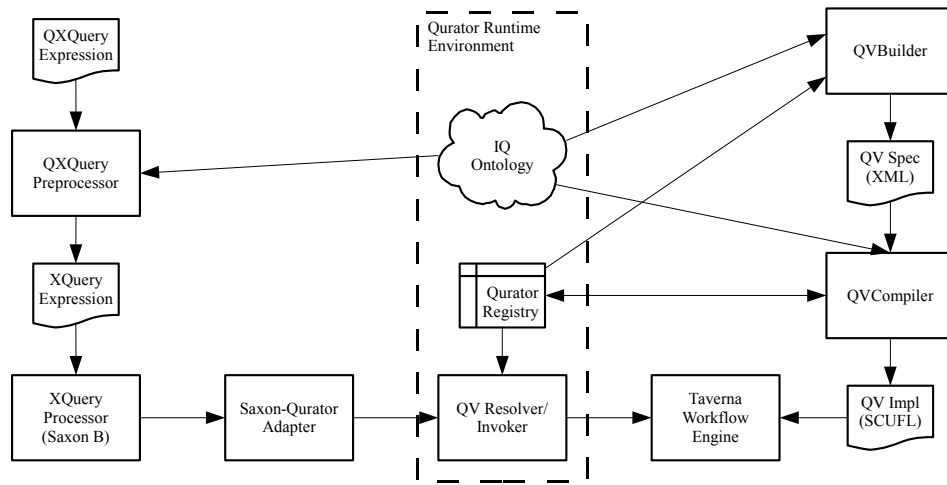 QXQuery
Expression
Qurator Runtime
Environment
QVBuilder
IQ
Ontology
QXQuery
Preprocessor
QV Spec
(XML)
XQuery
Expression
Qurator
Registry
QVCompiler
XQuery
Processor
(Saxon B)
Saxon-Qurator
Adapter
QV Resolver/
Invoker
Taverna
Workflow
Engine
QV Impl
(SCUFL)